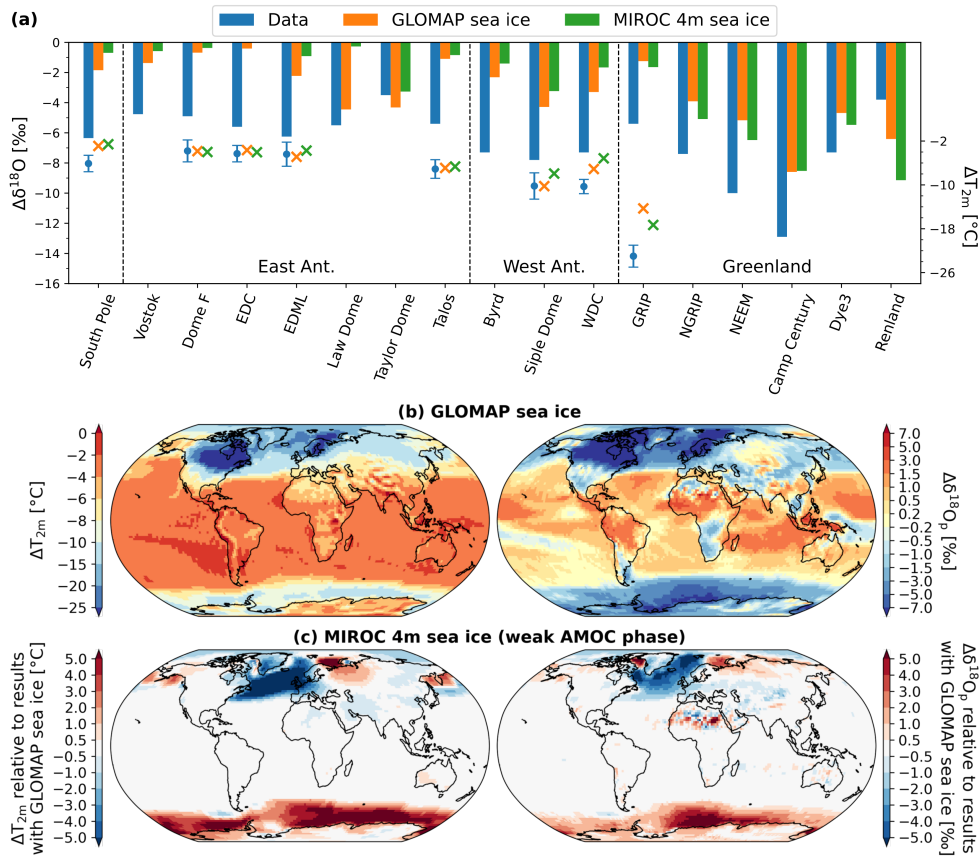 (a)
Data
GLOMAP sea ice
MIROC 4m sea ice
0
−2
−4
−6
−8
−10
−12
−14
−16
Δδ¹⁸O [‰]
−2
−10
−18
−26
ΔT₂ₘ [°C]
East Ant.
West Ant.
Greenland
South Pole
Vostok
Dome F
EDC
EDML
Law Dome
Taylor Dome
Talos
Byrd
Siple Dome
WDC
GRIP
NGRIP
NEEM
Camp Century
Dye3
Renland
(b) GLOMAP sea ice
0
−2
−4
−6
−8
−10
−15
−20
−25
ΔT₂ₘ [°C]
7.0
5.0
3.0
1.0
0.5
0.2
−0.2
−0.5
−1.0
−3.0
−5.0
−7.0
Δδ¹⁸Oₚ [‰]
(c) MIROC 4m sea ice (weak AMOC phase)
5.0
4.0
3.0
2.0
1.0
0.5
−0.5
−1.0
−2.0
−3.0
−4.0
−5.0
ΔT₂ₘ relative to results
with GLOMAP sea ice [°C]
5.0
4.0
3.0
2.0
1.0
0.5
−0.5
−1.0
−2.0
−3.0
−4.0
−5.0
Δδ¹⁸Oₚ relative to results
with GLOMAP sea ice [‰]